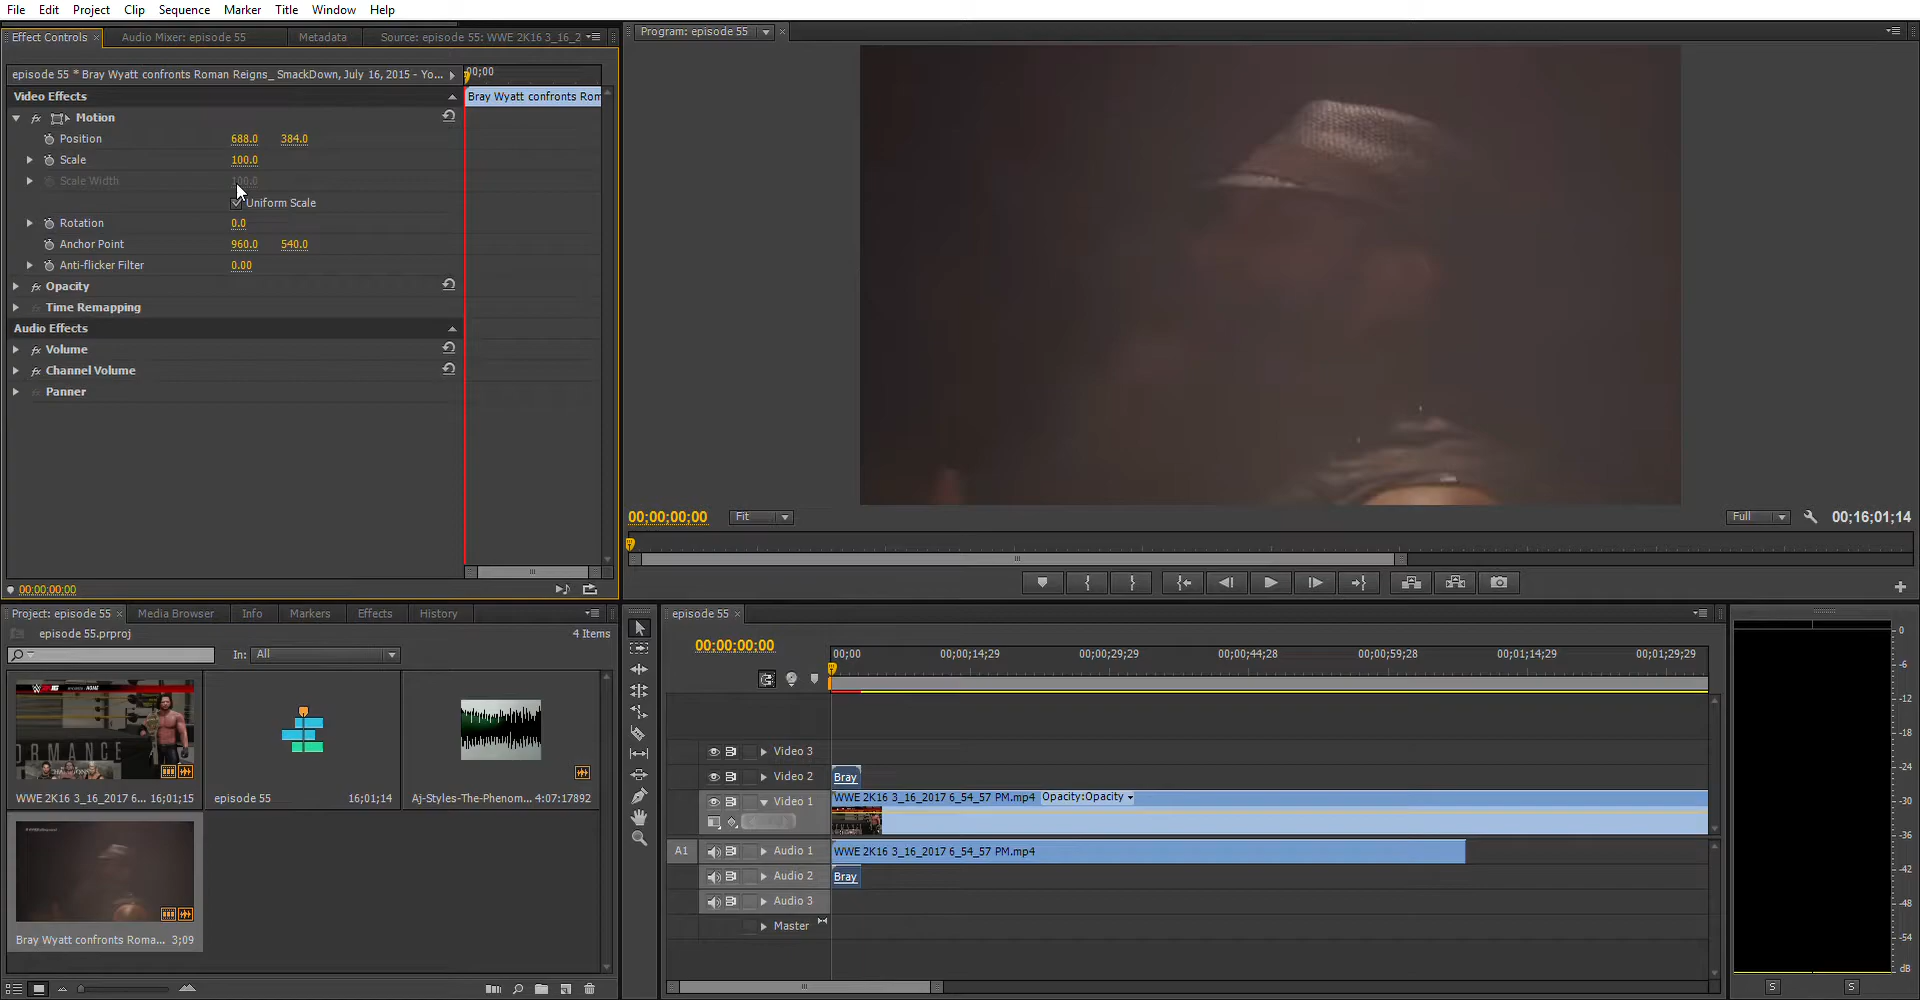 File Edit Project Clip Sequence Marker Title Window Help
Effect Controls × Audio Mixer: episode 55 Metadata Source: episode 55: WWE 2K16 3_16_2
episode 55 * Bray Wyatt confronts Roman Reigns_ SmackDown, July 16, 2015 - Yo...
00;00
Video Effects
Bray Wyatt confronts Rom
Motion
Position 688.0 384.0
Scale 100.0
Scale Width 100.0
Uniform Scale
Rotation 0.0
Anchor Point 960.0 540.0
Anti-flicker Filter 0.00
Opacity
Time Remapping
Audio Effects
Volume
Channel Volume
Panner
00;00;00;00
Program: episode 55
00;00;00;00 Fit Full 00;16;01;14
Project: episode 55 × Media Browser Info Markers Effects History
episode 55.prproj 4 Items
In: All
WWE 2K16 3_16_2017 6... 16;01;15
episode 55 16;01;14
Aj-Styles-The-Phenom... 4:07:17892
Bray Wyatt confronts Roma... 3;09
episode 55 ×
00;00;00;00
00;00 00;00;14;29 00;00;29;29 00;00;44;28 00;00;59;28 00;01;14;29 00;01;29;29
Video 3
Video 2 Bray
Video 1 WWE 2K16 3_16_2017 6_54_57 PM.mp4 Opacity:Opacity
A1 Audio 1 WWE 2K16 3_16_2017 6_54_57 PM.mp4
Audio 2 Bray
Audio 3
Master
0
-6
-12
-18
-24
-30
-36
-42
-48
-54
dB
S S